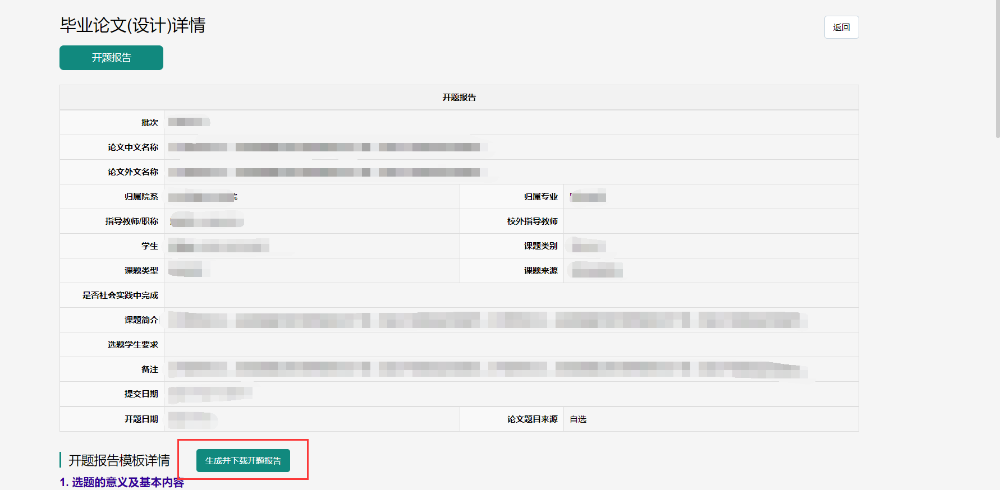 毕业论文(设计)详情
返回
开题报告
开题报告
批次
论文中文名称
论文外文名称
归属院系 院
归属专业
指导教师/职称
校外指导教师
学生
课题类别
课题类型
课题来源
是否社会实践中完成
课题简介
选题学生要求
备注
提交日期
开题日期
论文题目来源 自选
开题报告模板详情
生成并下载开题报告
1. 选题的意义及基本内容